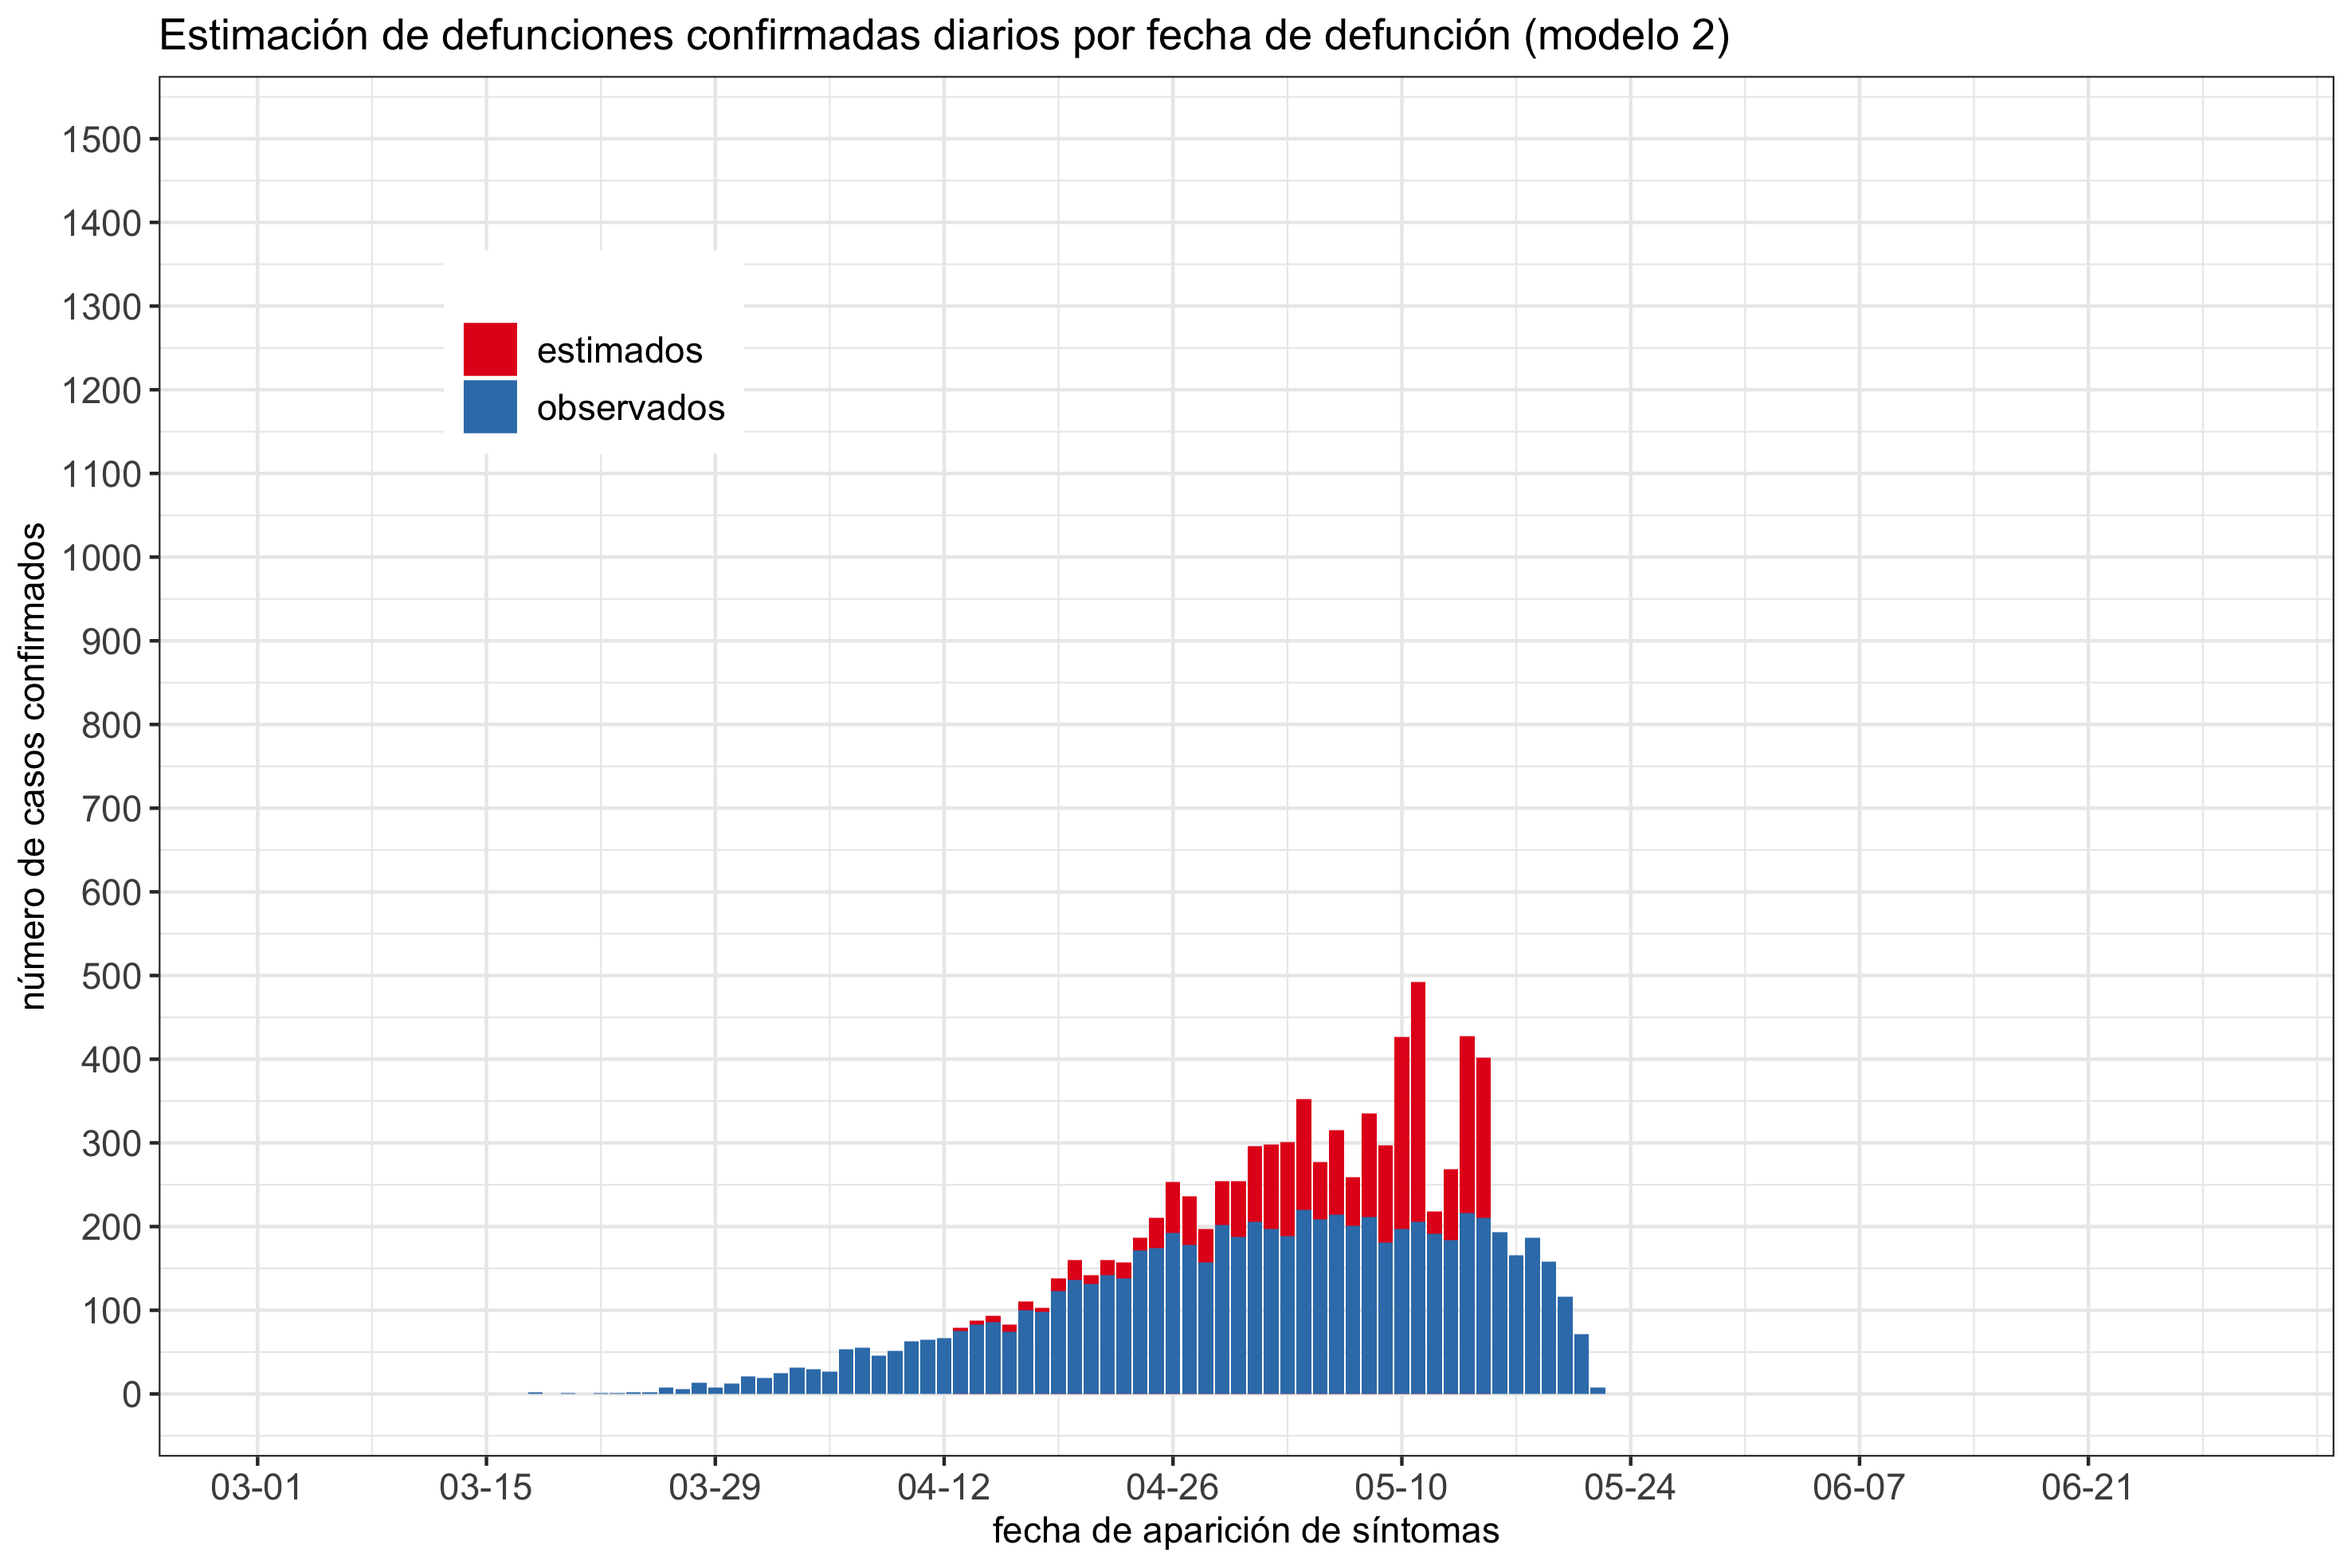 Estimación de defunciones confirmadas diarios por fecha de defunción (modelo 2)
1500
1400
1300
1200
1100
1000
900
800
700
600
500
400
300
200
100
0
número de casos confirmados
estimados
observados
03-01 03-15 03-29 04-12 04-26 05-10 05-24 06-07 06-21
fecha de aparición de síntomas